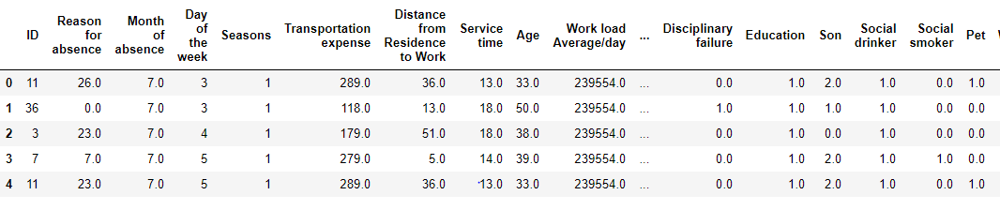 ID Reason for absence Month of absence Day of the week Seasons Transportation expense Distance from Residence to Work Service time Age Work load Average/day ... Disciplinary failure Education Son Social drinker Social smoker Pet
0 11 26.0 7.0 3 1 289.0 36.0 13.0 33.0 239554.0 ... 0.0 1.0 2.0 1.0 0.0 1.0
1 36 0.0 7.0 3 1 118.0 13.0 18.0 50.0 239554.0 ... 1.0 1.0 1.0 1.0 0.0 0.0
2 3 23.0 7.0 4 1 179.0 51.0 18.0 38.0 239554.0 ... 0.0 1.0 0.0 1.0 0.0 0.0
3 7 7.0 7.0 5 1 279.0 5.0 14.0 39.0 239554.0 ... 0.0 1.0 2.0 1.0 1.0 0.0
4 11 23.0 7.0 5 1 289.0 36.0 13.0 33.0 239554.0 ... 0.0 1.0 2.0 1.0 0.0 1.0